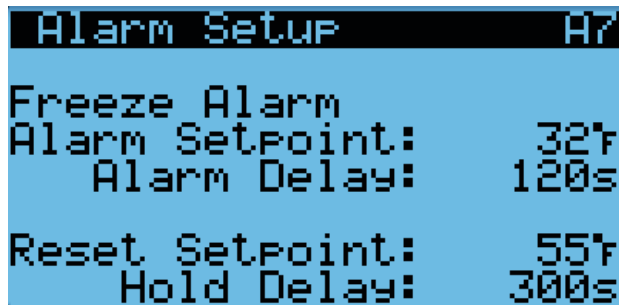 Alarm Setup A7
Freeze Alarm
Alarm Setpoint: 32°F
Alarm Delay: 120s
Reset Setpoint: 55°F
Hold Delay: 300s